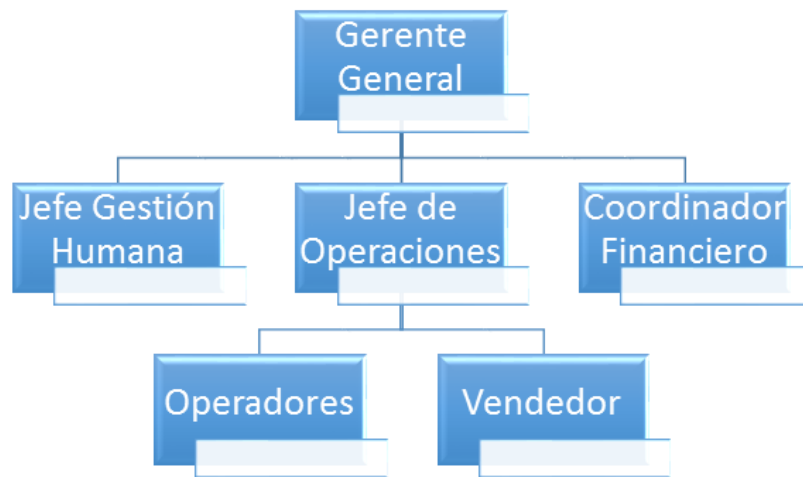 Gerente
General
Jefe Gestión
Humana
Jefe de
Operaciones
Coordinador
Financiero
Operadores
Vendedor